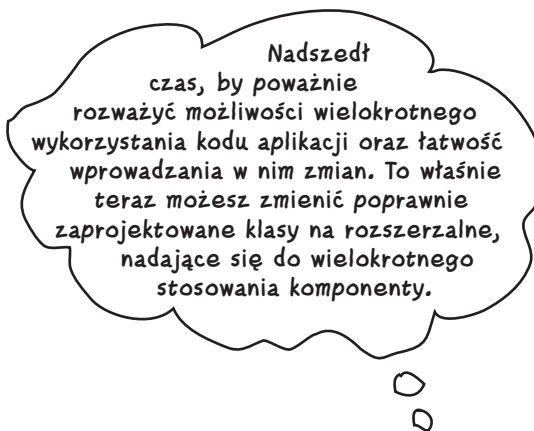 Nadszedł
czas, by poważnie
rozważyć możliwości wielokrotnego
wykorzystania kodu aplikacji oraz łatwość
wprowadzania w nim zmian. To właśnie
teraz możesz zmienić poprawnie
zaprojektowane klasy na rozszerzalne,
nadające się do wielokrotnego
stosowania komponenty.